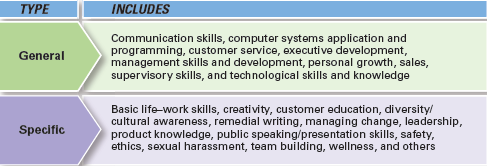 TYPE INCLUDES
General
Communication skills, computer systems application and
programming, customer service, executive development,
management skills and development, personal growth, sales,
supervisory skills, and technological skills and knowledge
Specific
Basic life–work skills, creativity, customer education, diversity/
cultural awareness, remedial writing, managing change, leadership,
product knowledge, public speaking/presentation skills, safety,
ethics, sexual harassment, team building, wellness, and others